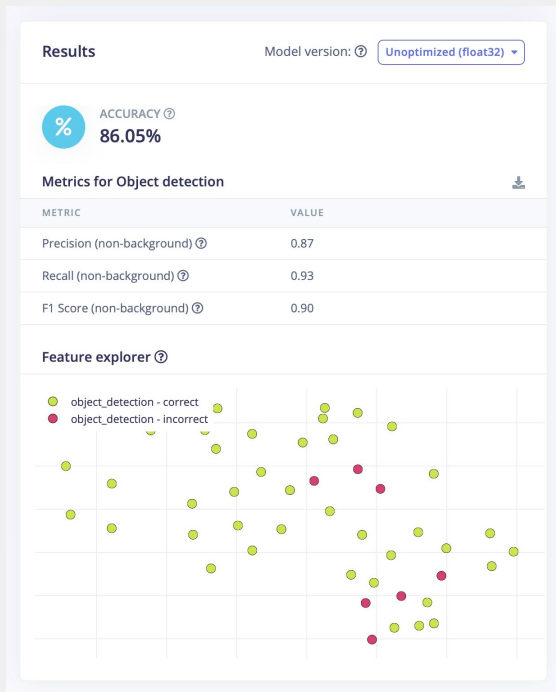 Results
Model version: Unoptimized (float32)
%
ACCURACY
86.05%
Metrics for Object detection
METRIC VALUE
Precision (non-background) 0.87
Recall (non-background) 0.93
F1 Score (non-background) 0.90
Feature explorer
object_detection - correct
object_detection - incorrect